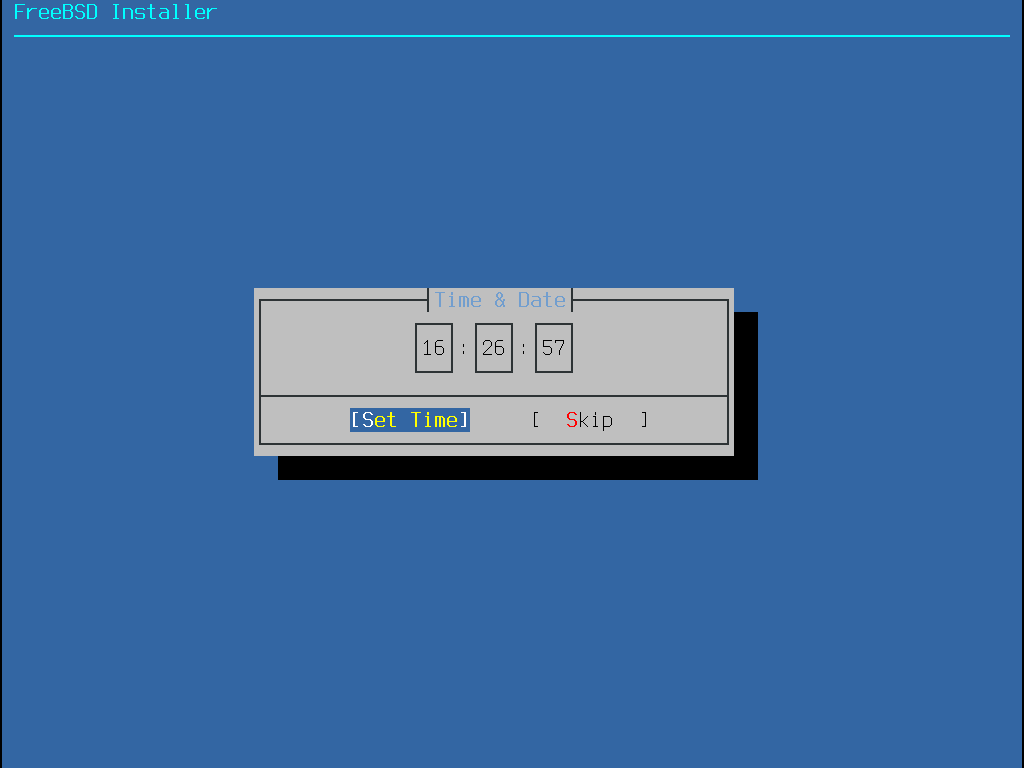 FreeBSD Installer
Time & Date
16 : 26 : 57
[Set Time] [ Skip ]